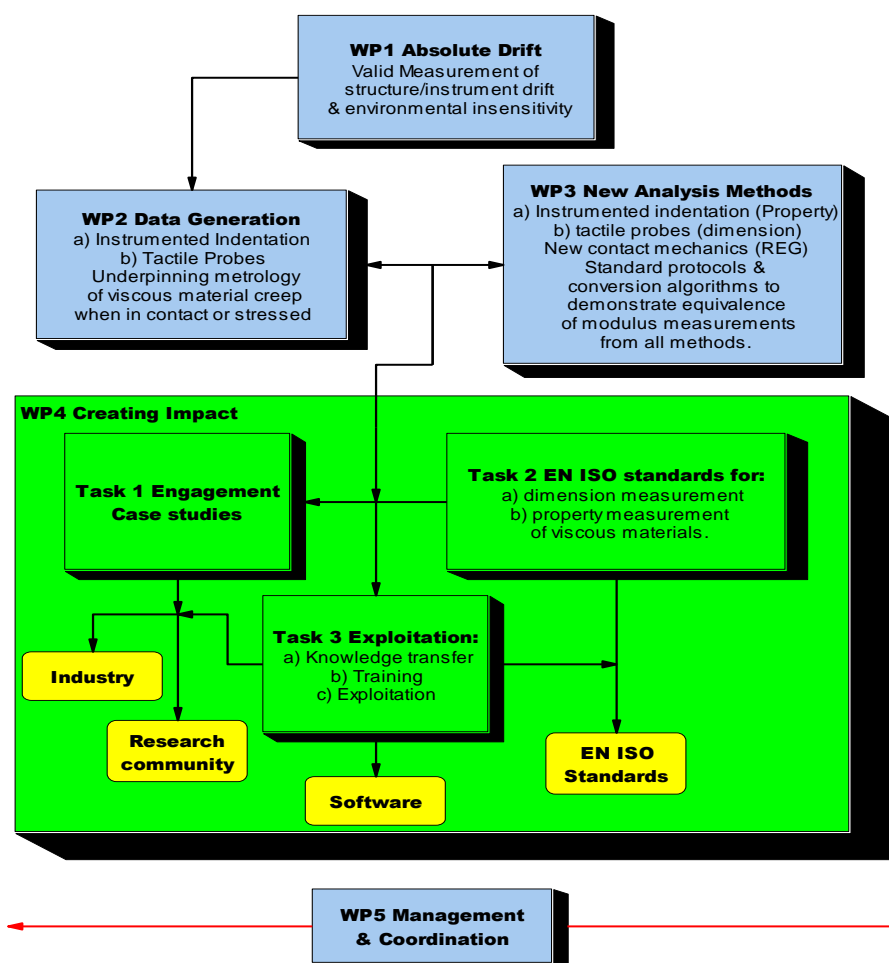 WP1 Absolute Drift
Valid Measurement of
structure/instrument drift
& environmental insensitivity
WP2 Data Generation
a) Instrumented Indentation
b) Tactile Probes
Underpinning metrology
of viscous material creep
when in contact or stressed
WP3 New Analysis Methods
a) Instrumented indentation (Property)
b) tactile probes (dimension)
New contact mechanics (REG)
Standard protocols &
conversion algorithms to
demonstrate equivalence
of modulus measurements
from all methods.
WP4 Creating Impact
Task 1 Engagement
Case studies
Task 2 EN ISO standards for:
a) dimension measurement
b) property measurement
of viscous materials.
Task 3 Exploitation:
a) Knowledge transfer
b) Training
c) Exploitation
Industry
Research
community
Software
EN ISO
Standards
WP5 Management
& Coordination